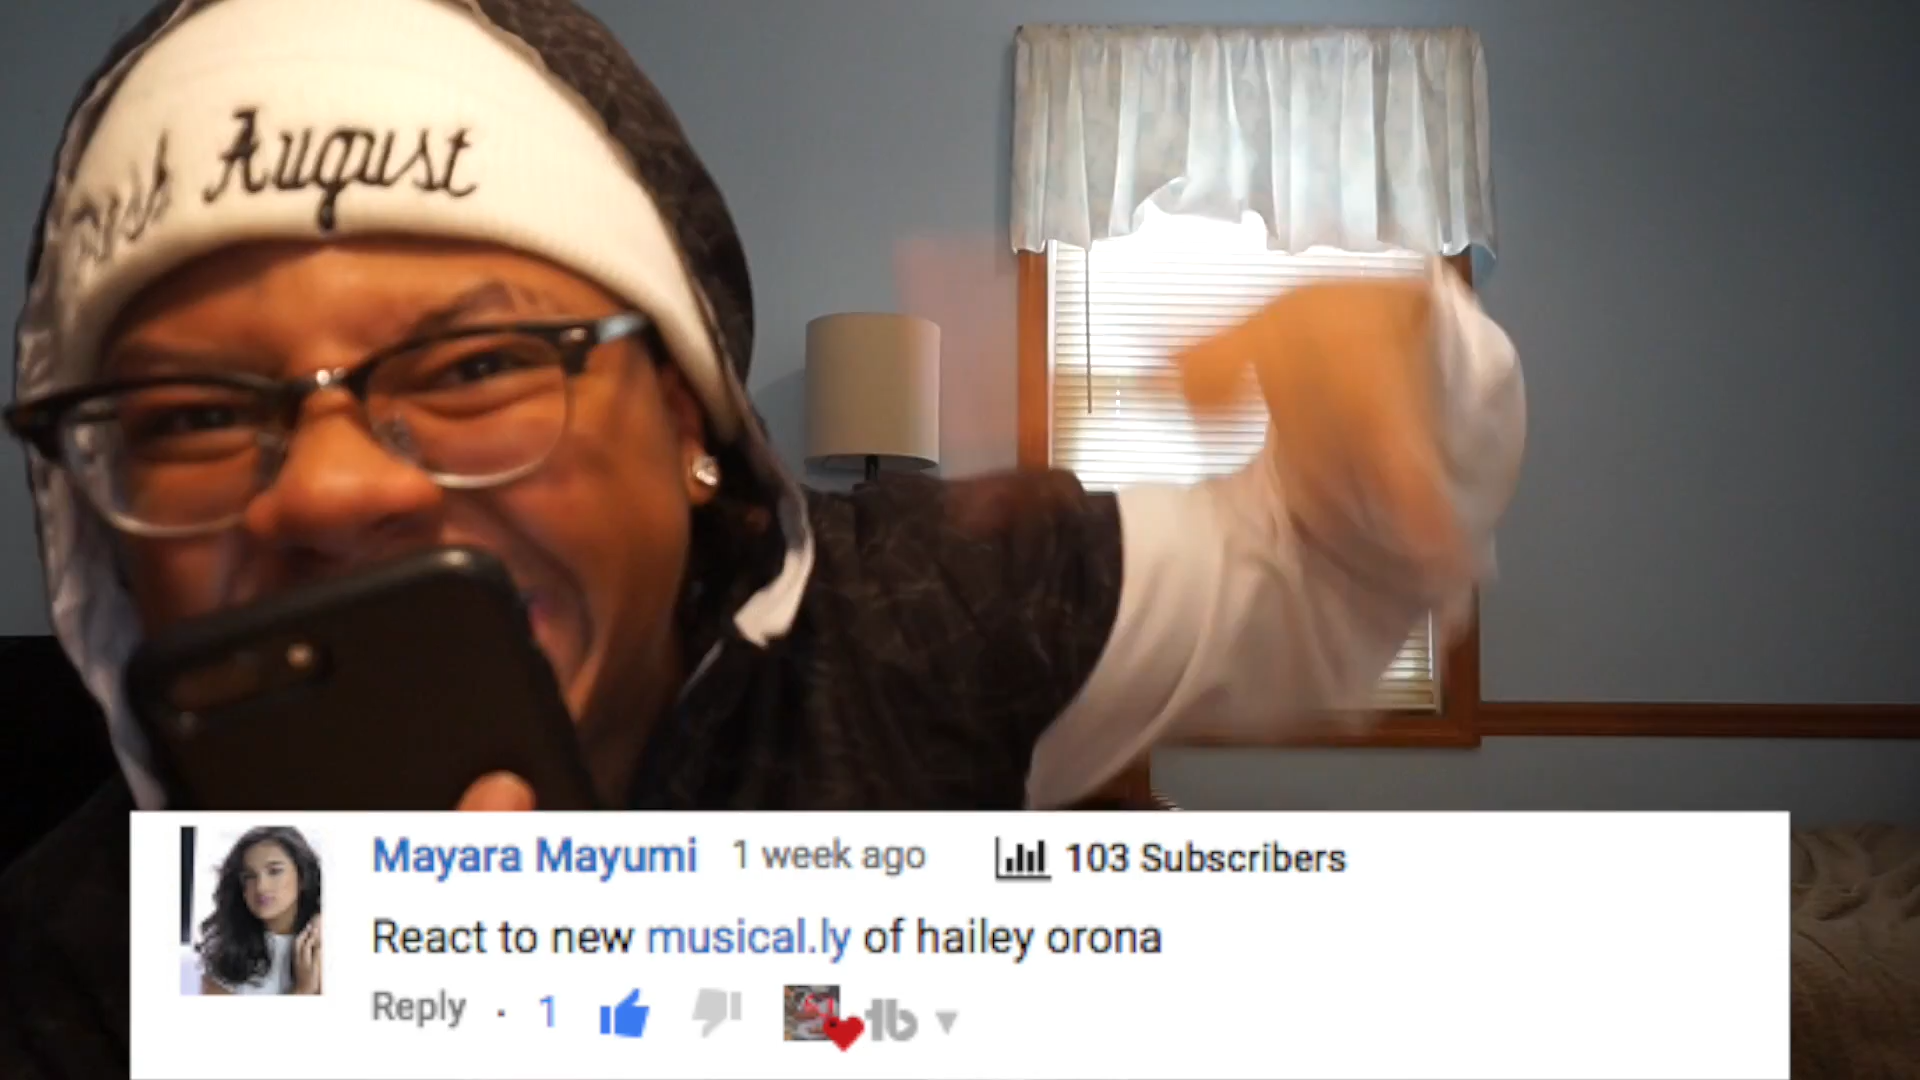 August
Mayara Mayumi 1 week ago 103 Subscribers
React to new musical.ly of hailey orona
Reply · 1